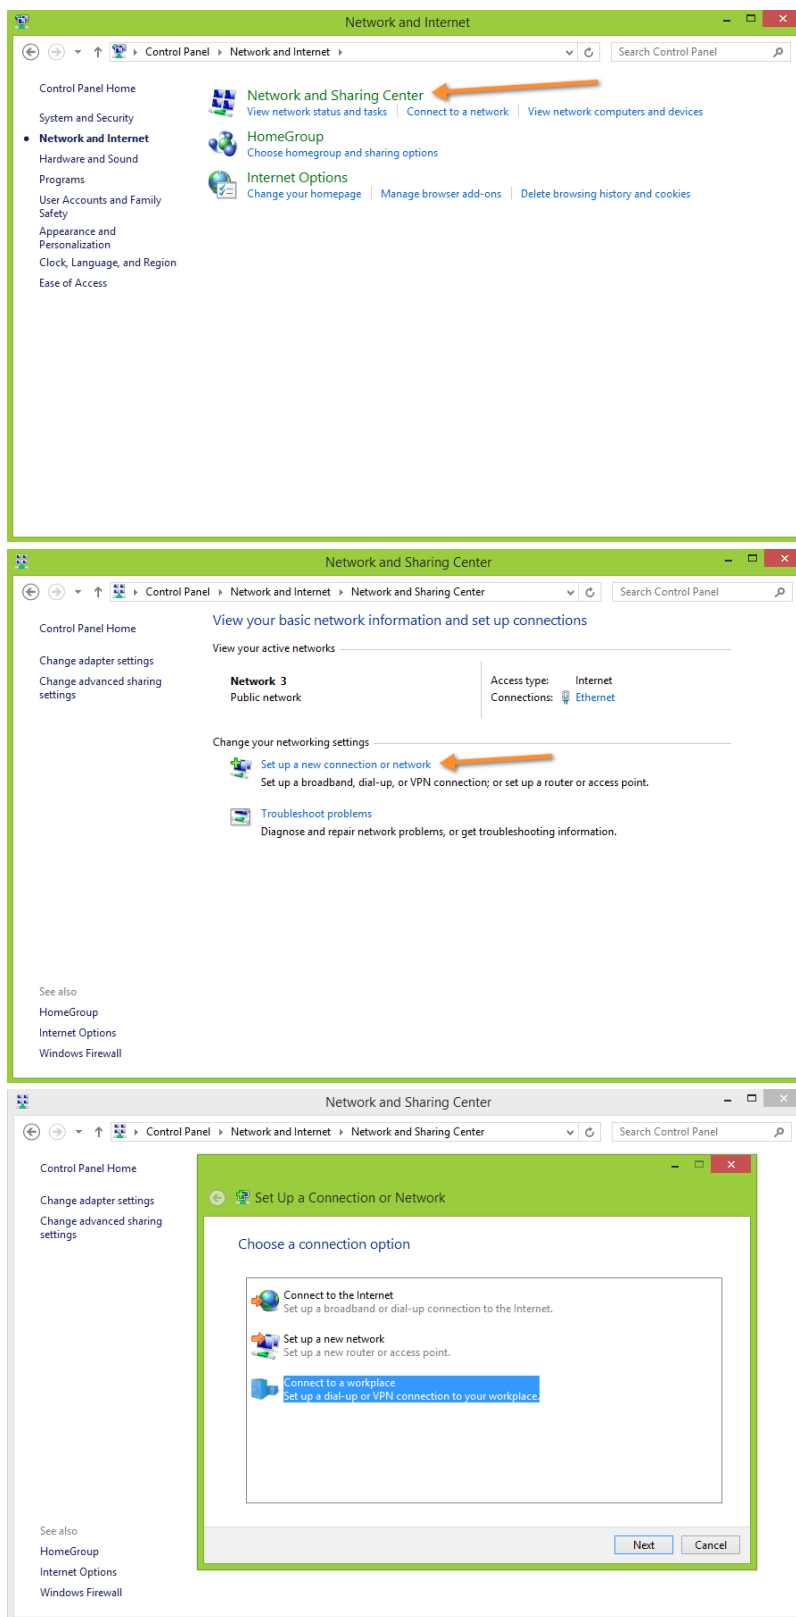 Network and Internet
Control Panel Network and Internet Search Control Panel
Control Panel Home
System and Security
Network and Internet
Hardware and Sound
Programs
User Accounts and Family
Safety
Appearance and
Personalization
Clock, Language, and Region
Ease of Access
Network and Sharing Center
View network status and tasks Connect to a network View network computers and devices
HomeGroup
Choose homegroup and sharing options
Internet Options
Change your homepage Manage browser add-ons Delete browsing history and cookies
Network and Sharing Center
Control Panel Network and Internet Network and Sharing Center Search Control Panel
Control Panel Home
Change adapter settings
Change advanced sharing
settings
View your basic network information and set up connections
View your active networks
Network 3
Public network
Access type: Internet
Connections: Ethernet
Change your networking settings
Set up a new connection or network
Set up a broadband, dial-up, or VPN connection; or set up a router or access point.
Troubleshoot problems
Diagnose and repair network problems, or get troubleshooting information.
See also
HomeGroup
Internet Options
Windows Firewall
Network and Sharing Center
Control Panel Network and Internet Network and Sharing Center Search Control Panel
Control Panel Home
Change adapter settings
Change advanced sharing
settings
Set Up a Connection or Network
Choose a connection option
Connect to the Internet
Set up a broadband or dial-up connection to the Internet.
Set up a new network
Set up a new router or access point.
Connect to a workplace
Set up a dial-up or VPN connection to your workplace.
Next Cancel
See also
HomeGroup
Internet Options
Windows Firewall